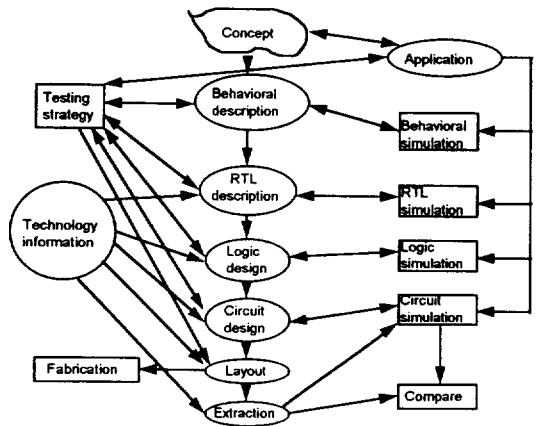 Concept
Application
Testing
strategy
Behavioral
description
Behavioral
simulation
RTL
description
RTL
simulation
Technology
information
Logic
design
Logic
simulation
Circuit
design
Circuit
simulation
Fabrication
Layout
Extraction
Compare